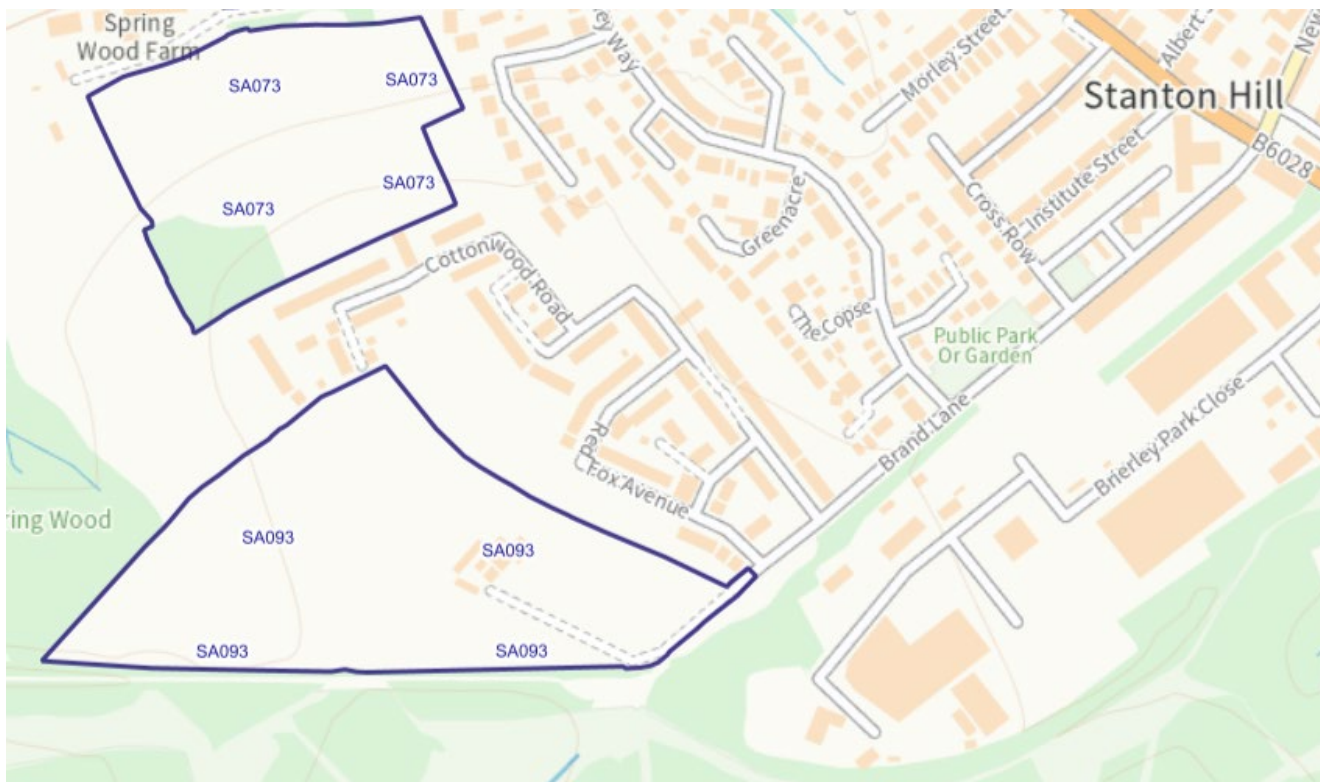 Spring
Wood Farm
SA073
SA073
SA073
SA073
ey Way
Morley Street
Albert S
New
Stanton Hill
B6028
Institute Street
Cross Row
Greenacre
Cottonwood Road
The Copse
Public Park
Or Garden
Brand Lane
Brierley Park Close
Red Fox Avenue
ring Wood
SA093
SA093
SA093
SA093